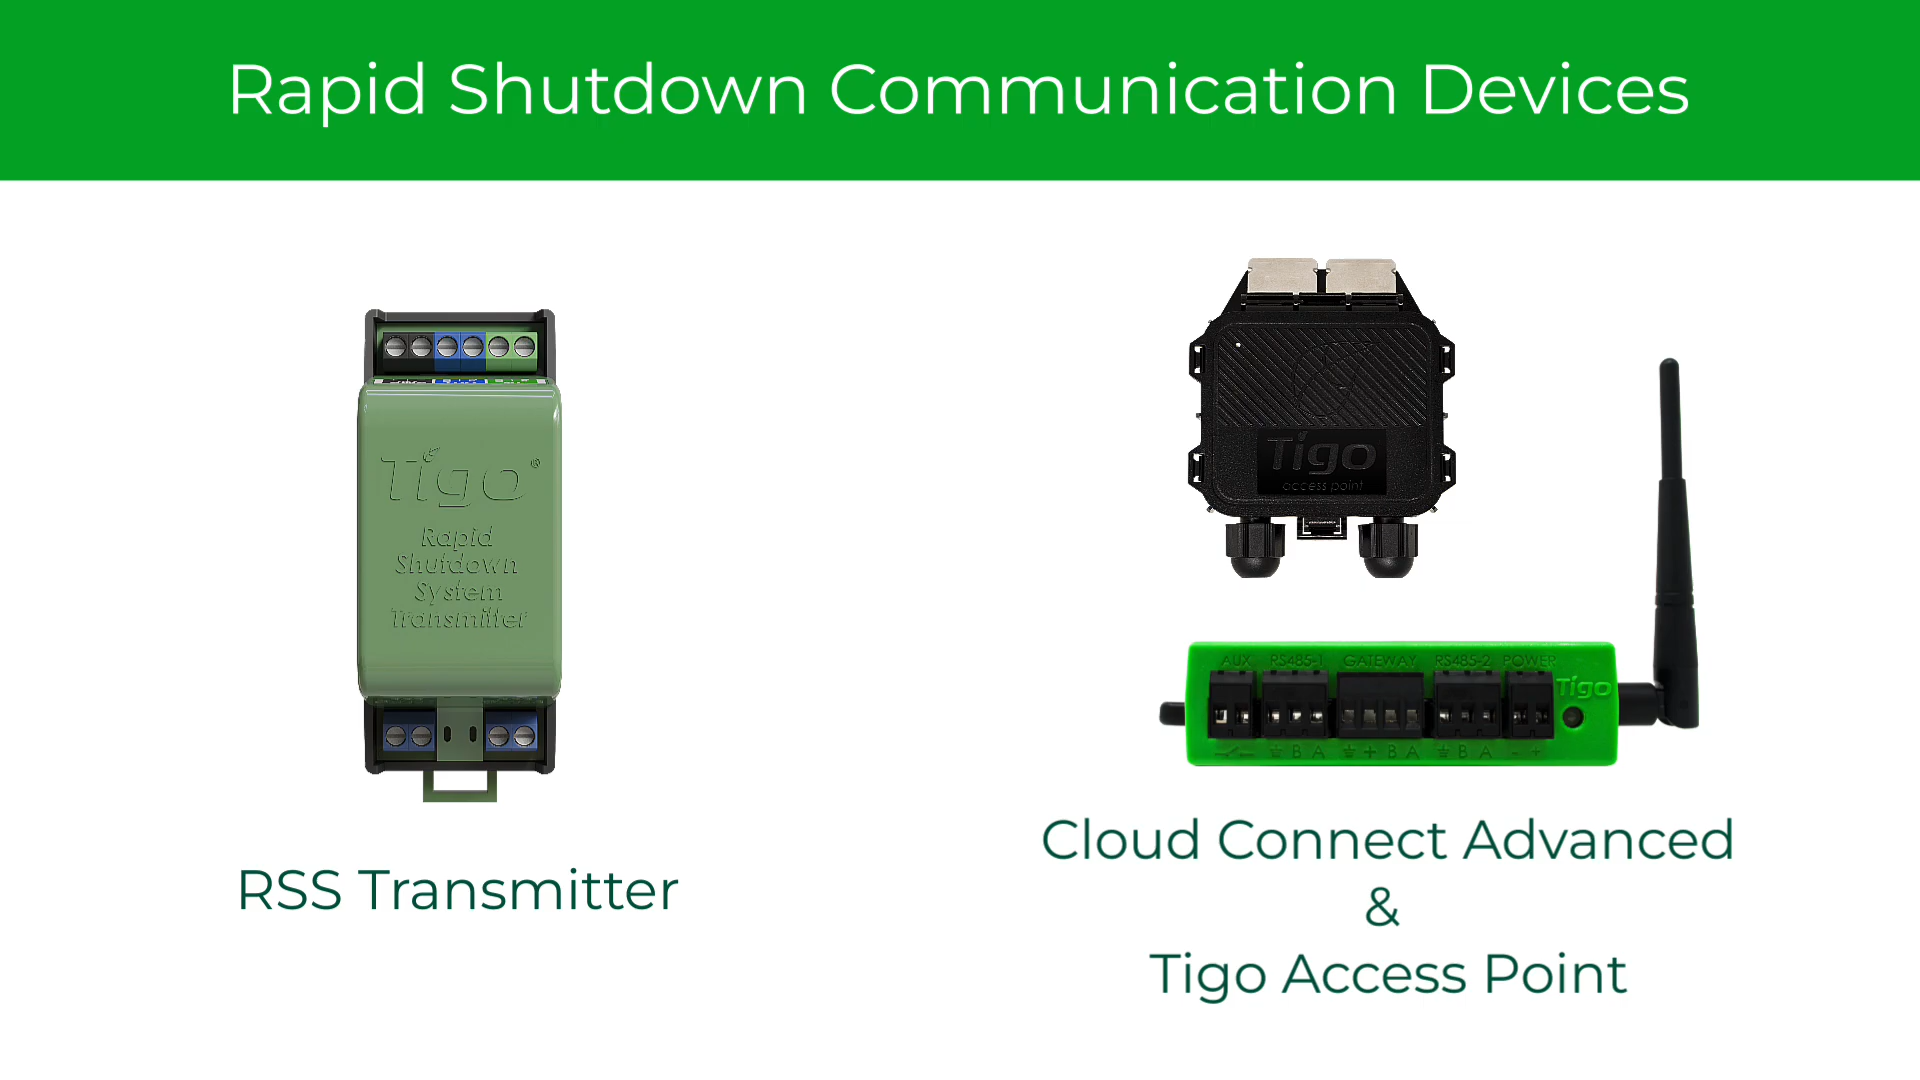 Rapid Shutdown Communication Devices
Tigo®
Rapid
Shutdown
System
Transmitter
RSS Transmitter
Tigo
access point
AUX RS485-1 GATEWAY RS485-2 POWER
Tigo
B A + B A B A - +
Cloud Connect Advanced
&
Tigo Access Point